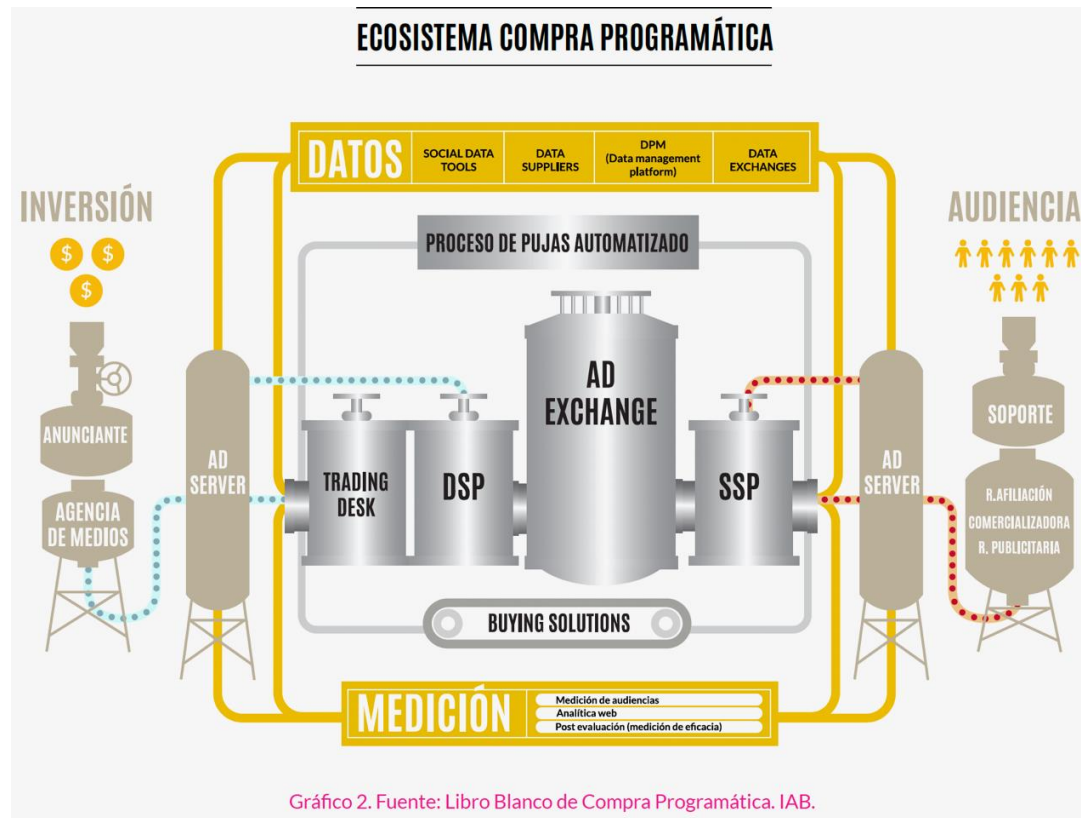 ECOSISTEMA COMPRA PROGRAMÁTICA
DATOS
SOCIAL DATA
TOOLS
DATA
SUPPLIERS
DPM
(Data management
platform)
DATA
EXCHANGES
INVERSIÓN
$ $
$
ANUNCIANTE
AGENCIA
DE MEDIOS
AD
SERVER
PROCESO DE PUJAS AUTOMATIZADO
TRADING
DESK
DSP
AD
EXCHANGE
SSP
BUYING SOLUTIONS
AD
SERVER
AUDIENCIA
SOPORTE
R.AFILIACIÓN
COMERCIALIZADORA
R. PUBLICITARIA
MEDICIÓN
Medición de audiencias
Analítica web
Post evaluación (medición de eficacia)
Gráfico 2. Fuente: Libro Blanco de Compra Programática. IAB.